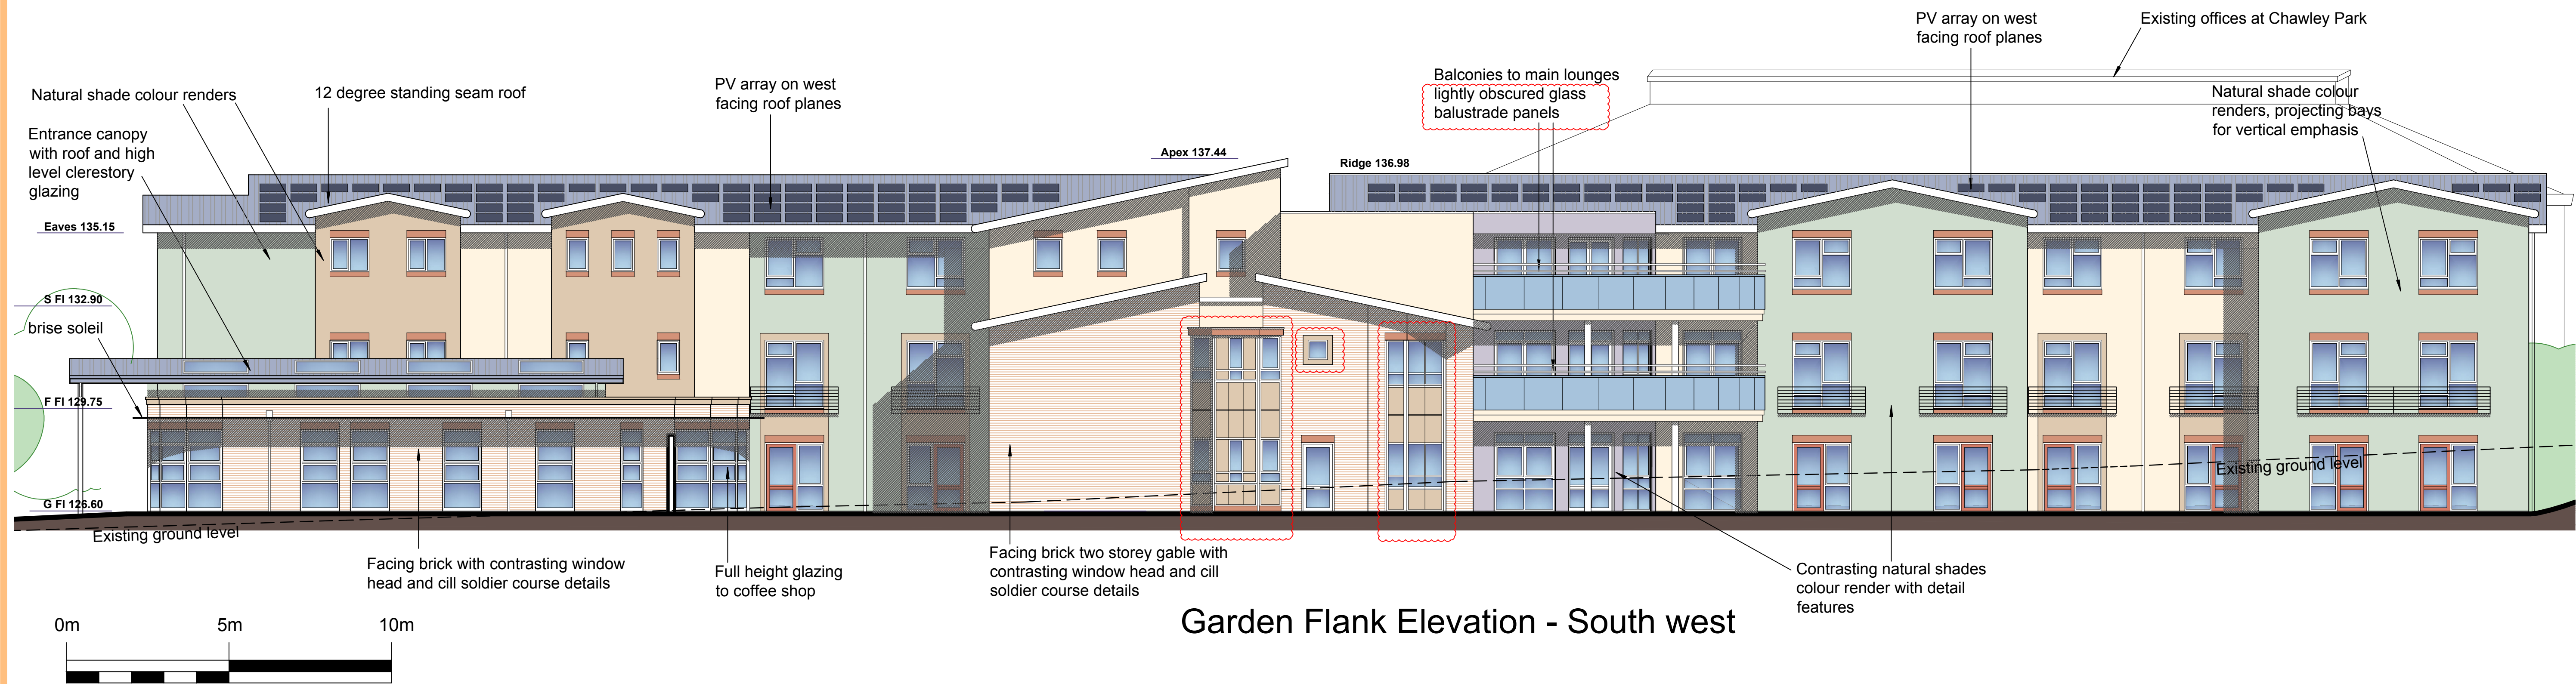 PV array on west
facing roof planes
Existing offices at Chawley Park
Balconies to main lounges
lightly obscured glass
balustrade panels
PV array on west
facing roof planes
Natural shade colour renders
12 degree standing seam roof
Natural shade colour
renders, projecting bays
for vertical emphasis
Entrance canopy
with roof and high
level clerestory
glazing
Apex 137.44
Ridge 136.98
Eaves 135.15
S Fl 132.90
brise soleil
F Fl 129.75
Existing ground level
G Fl 126.60
Existing ground level
Facing brick with contrasting window
head and cill soldier course details
Full height glazing
to coffee shop
Facing brick two storey gable with
contrasting window head and cill
soldier course details
Contrasting natural shades
colour render with detail
features
Garden Flank Elevation - South west
0m 5m 10m